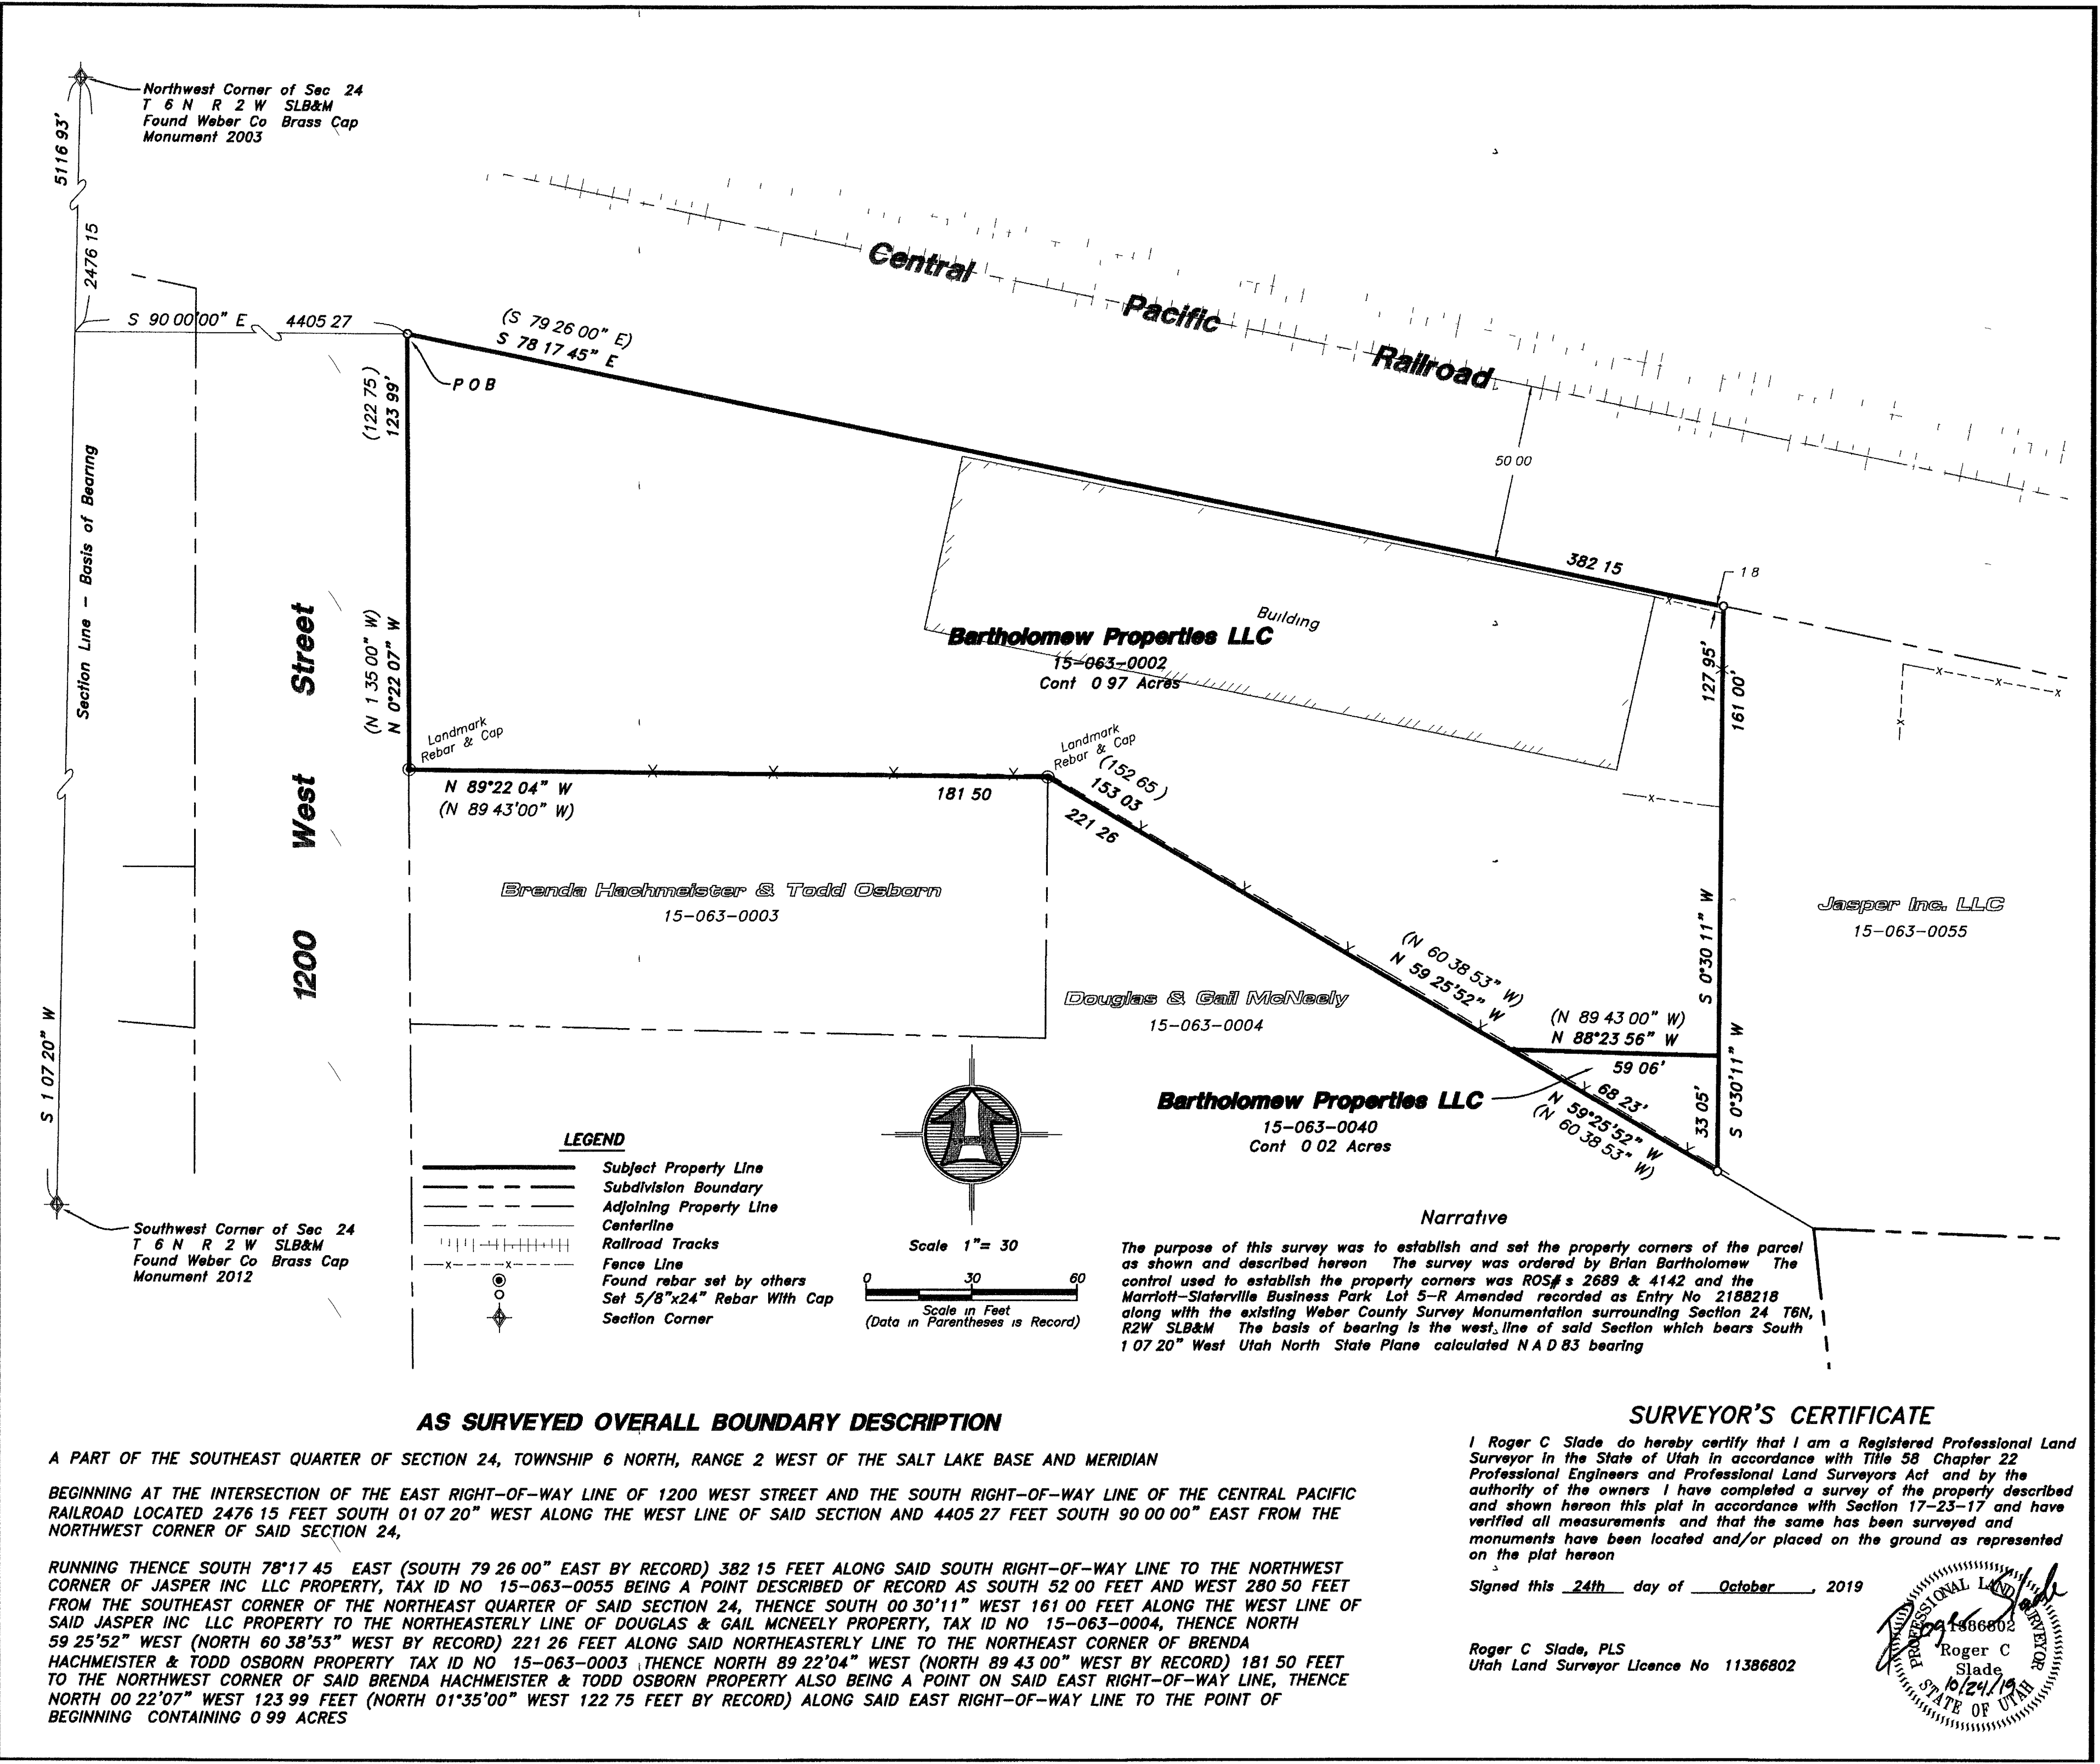 Northwest Corner of Sec 24
T 6 N R 2 W SLB&M
Found Weber Co Brass Cap
Monument 2003
5116 93'
2476 15
S 90 00'00" E 4405 27
(S 79 26 00" E)
S 78 17 45" E
P O B
(122 75)
123 99'
Central Pacific Railroad
50 00
382 15
1 8
Section Line - Basis of Bearing
1200 West Street
(N 1 35 00" W)
N 0°22 07" W
Building
Bartholomew Properties LLC
15-063-0002
Cont 0 97 Acres
127 95'
161 00'
Landmark
Rebar & Cap
Landmark
Rebar & Cap
(152 65)
153 03
221 26
N 89°22 04" W
(N 89 43'00" W)
181 50
Brenda Hachmeister & Todd Osborn
15-063-0003
Jasper Inc. LLC
15-063-0055
S 0°30 11" W
(N 60 38 53" W)
N 59 25'52" W
Douglas & Gail McNeely
15-063-0004
(N 89 43 00" W)
N 88°23 56" W
59 06'
S 0°30'11" W
33 05'
68 23'
N 59°25'52" W
(N 60 38 53" W)
Bartholomew Properties LLC
15-063-0040
Cont 0 02 Acres
S 1 07 20" W
Southwest Corner of Sec 24
T 6 N R 2 W SLB&M
Found Weber Co Brass Cap
Monument 2012
LEGEND
Subject Property Line
Subdivision Boundary
Adjoining Property Line
Centerline
Railroad Tracks
Fence Line
Found rebar set by others
Set 5/8"x24" Rebar With Cap
Section Corner
Scale 1"= 30
0 30 60
Scale in Feet
(Data in Parentheses is Record)
Narrative
The purpose of this survey was to establish and set the property corners of the parcel
as shown and described hereon The survey was ordered by Brian Bartholomew The
control used to establish the property corners was ROS# s 2689 & 4142 and the
Marriott-Slaterville Business Park Lot 5-R Amended recorded as Entry No 2188218
along with the existing Weber County Survey Monumentation surrounding Section 24 T6N,
R2W SLB&M The basis of bearing is the west line of said Section which bears South
1 07 20" West Utah North State Plane calculated N A D 83 bearing
AS SURVEYED OVERALL BOUNDARY DESCRIPTION
A PART OF THE SOUTHEAST QUARTER OF SECTION 24, TOWNSHIP 6 NORTH, RANGE 2 WEST OF THE SALT LAKE BASE AND MERIDIAN
BEGINNING AT THE INTERSECTION OF THE EAST RIGHT-OF-WAY LINE OF 1200 WEST STREET AND THE SOUTH RIGHT-OF-WAY LINE OF THE CENTRAL PACIFIC
RAILROAD LOCATED 2476 15 FEET SOUTH 01 07 20" WEST ALONG THE WEST LINE OF SAID SECTION AND 4405 27 FEET SOUTH 90 00 00" EAST FROM THE
NORTHWEST CORNER OF SAID SECTION 24,
RUNNING THENCE SOUTH 78°17 45 EAST (SOUTH 79 26 00" EAST BY RECORD) 382 15 FEET ALONG SAID SOUTH RIGHT-OF-WAY LINE TO THE NORTHWEST
CORNER OF JASPER INC LLC PROPERTY, TAX ID NO 15-063-0055 BEING A POINT DESCRIBED OF RECORD AS SOUTH 52 00 FEET AND WEST 280 50 FEET
FROM THE SOUTHEAST CORNER OF THE NORTHEAST QUARTER OF SAID SECTION 24, THENCE SOUTH 00 30'11" WEST 161 00 FEET ALONG THE WEST LINE OF
SAID JASPER INC LLC PROPERTY TO THE NORTHEASTERLY LINE OF DOUGLAS & GAIL MCNEELY PROPERTY, TAX ID NO 15-063-0004, THENCE NORTH
59 25'52" WEST (NORTH 60 38'53" WEST BY RECORD) 221 26 FEET ALONG SAID NORTHEASTERLY LINE TO THE NORTHEAST CORNER OF BRENDA
HACHMEISTER & TODD OSBORN PROPERTY TAX ID NO 15-063-0003 THENCE NORTH 89 22'04" WEST (NORTH 89 43 00" WEST BY RECORD) 181 50 FEET
TO THE NORTHWEST CORNER OF SAID BRENDA HACHMEISTER & TODD OSBORN PROPERTY ALSO BEING A POINT ON SAID EAST RIGHT-OF-WAY LINE, THENCE
NORTH 00 22'07" WEST 123 99 FEET (NORTH 01°35'00" WEST 122 75 FEET BY RECORD) ALONG SAID EAST RIGHT-OF-WAY LINE TO THE POINT OF
BEGINNING CONTAINING 0 99 ACRES
SURVEYOR'S CERTIFICATE
I Roger C Slade do hereby certify that I am a Registered Professional Land
Surveyor in the State of Utah in accordance with Title 58 Chapter 22
Professional Engineers and Professional Land Surveyors Act and by the
authority of the owners I have completed a survey of the property described
and shown hereon this plat in accordance with Section 17-23-17 and have
verified all measurements and that the same has been surveyed and
monuments have been located and/or placed on the ground as represented
on the plat hereon
Signed this 24th day of October , 2019
Roger C Slade, PLS
Utah Land Surveyor Licence No 11386802
PROFESSIONAL LAND SURVEYOR
11386802
Roger C
Slade
10/24/19
STATE OF UTAH